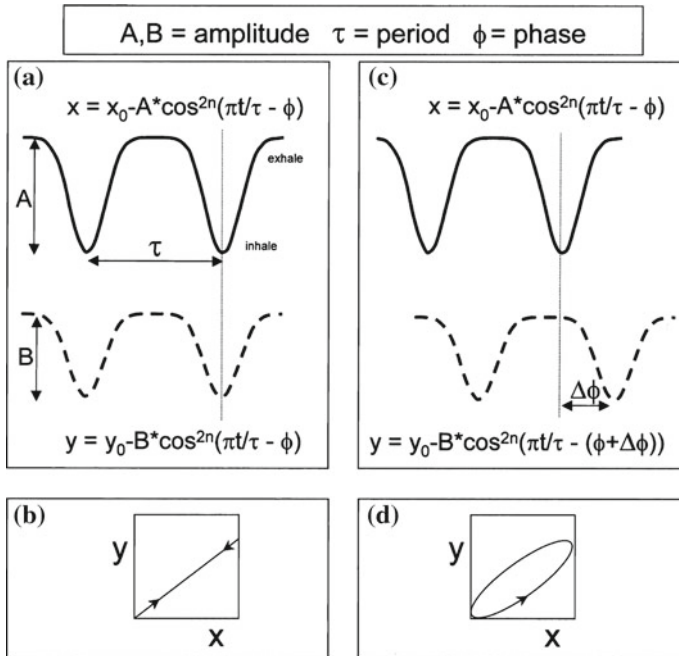 A,B = amplitude τ = period ϕ = phase
(a)
x = x₀-A*cos²ⁿ(πt/τ - ϕ)
exhale
A
τ
inhale
B
y = y₀-B*cos²ⁿ(πt/τ - ϕ)
(c)
x = x₀-A*cos²ⁿ(πt/τ - ϕ)
Δϕ
y = y₀-B*cos²ⁿ(πt/τ - (ϕ+Δϕ))
(b)
y
x
(d)
y
x